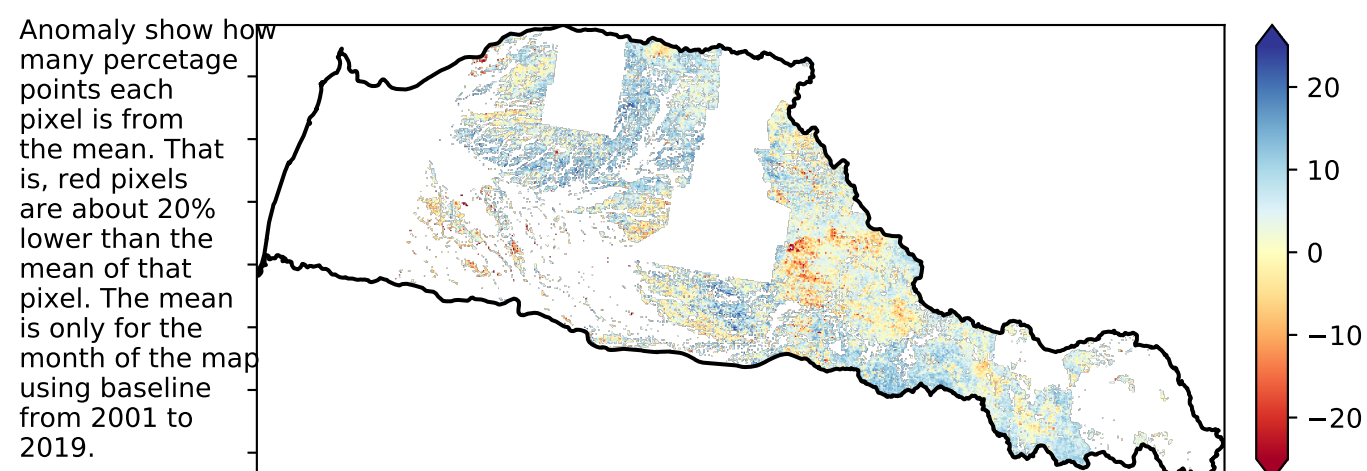 Anomaly show how
many percetage
points each
pixel is from
the mean. That
is, red pixels
are about 20%
lower than the
mean of that
pixel. The mean
is only for the
month of the map
using baseline
from 2001 to
2019.
20
10
0
−10
−20